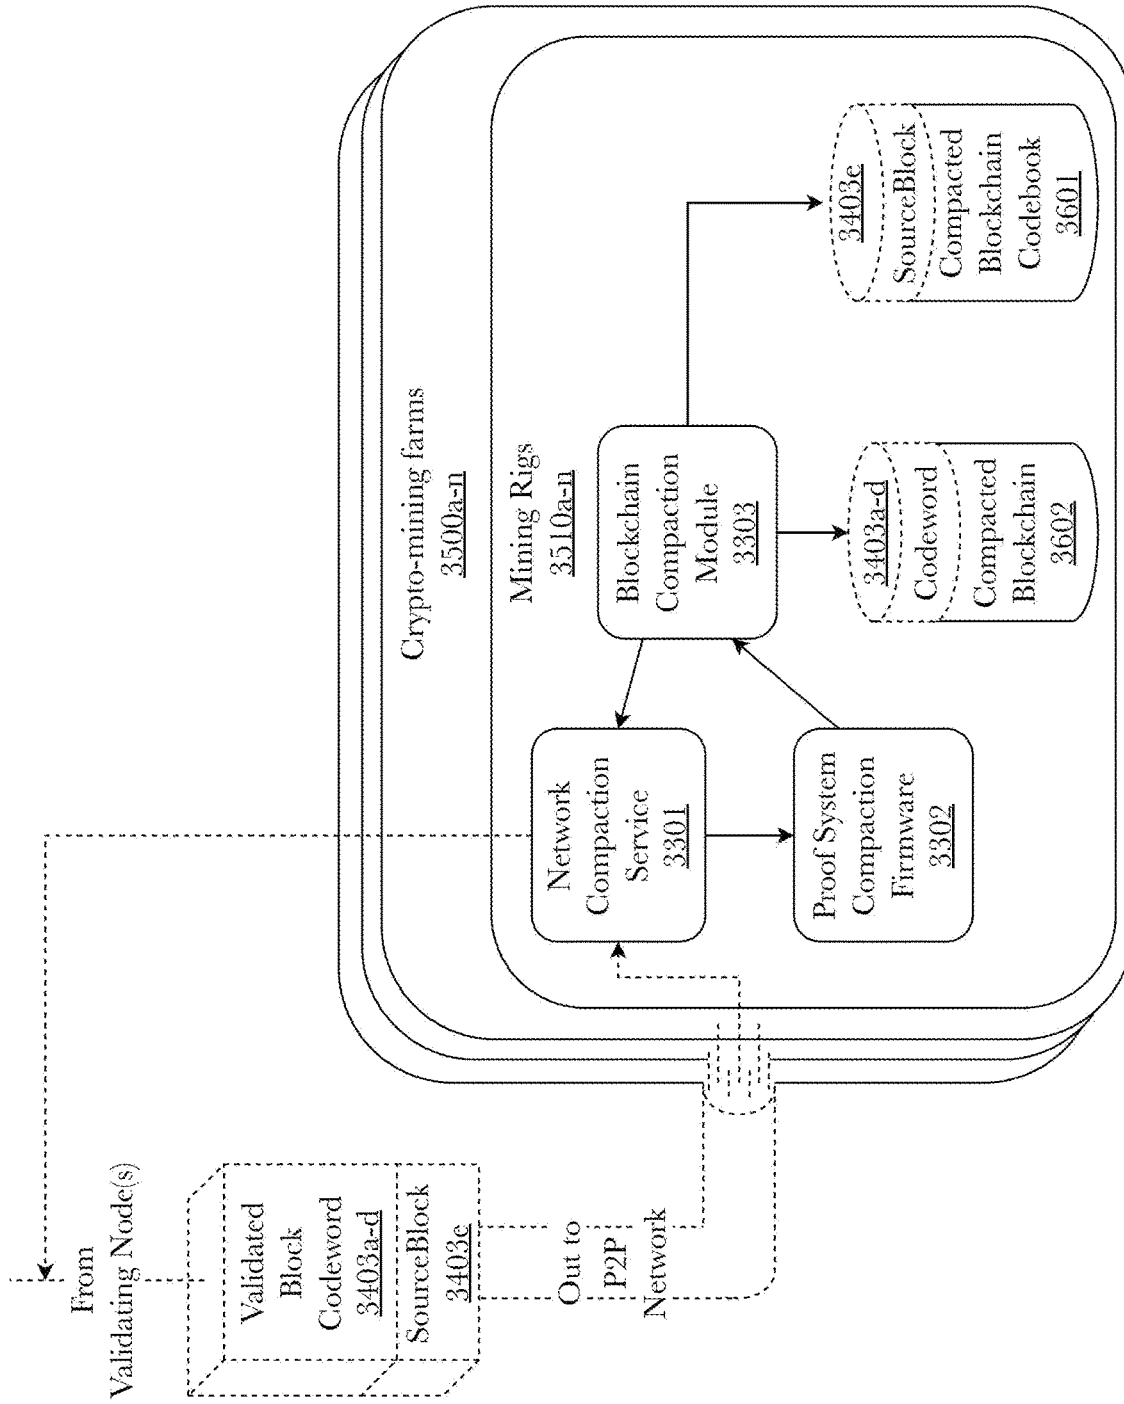 From
Validating Node(s)
Validated
Block
Codeword
3403a-d
SourceBlock
3403e
Out to
P2P
Network
Crypto-mining farms
3500a-n
Mining Rigs
3510a-n
Network
Compaction
Service
3301
Proof System
Compaction
Firmware
3302
Blockchain
Compaction
Module
3303
3403a-d
Codeword
Compacted
Blockchain
3602
3403e
SourceBlock
Compacted
Blockchain
Codebook
3601